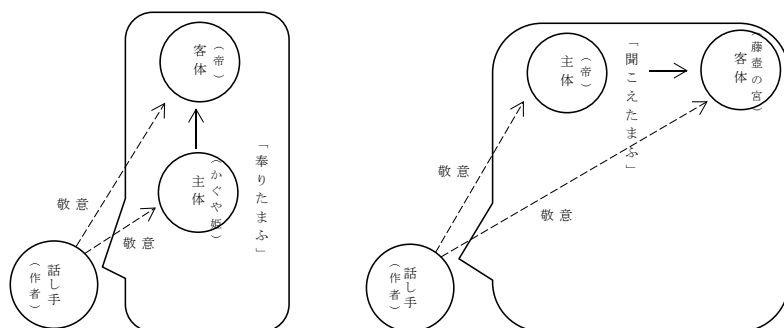 客体
（帝）
「奉りたまふ」
主体
（かぐや姫）
敬意
敬意
話し手
（作者）
主体
（帝）
「聞こえたまふ」
客体
（藤壺の宮）
敬意
敬意
話し手
（作者）